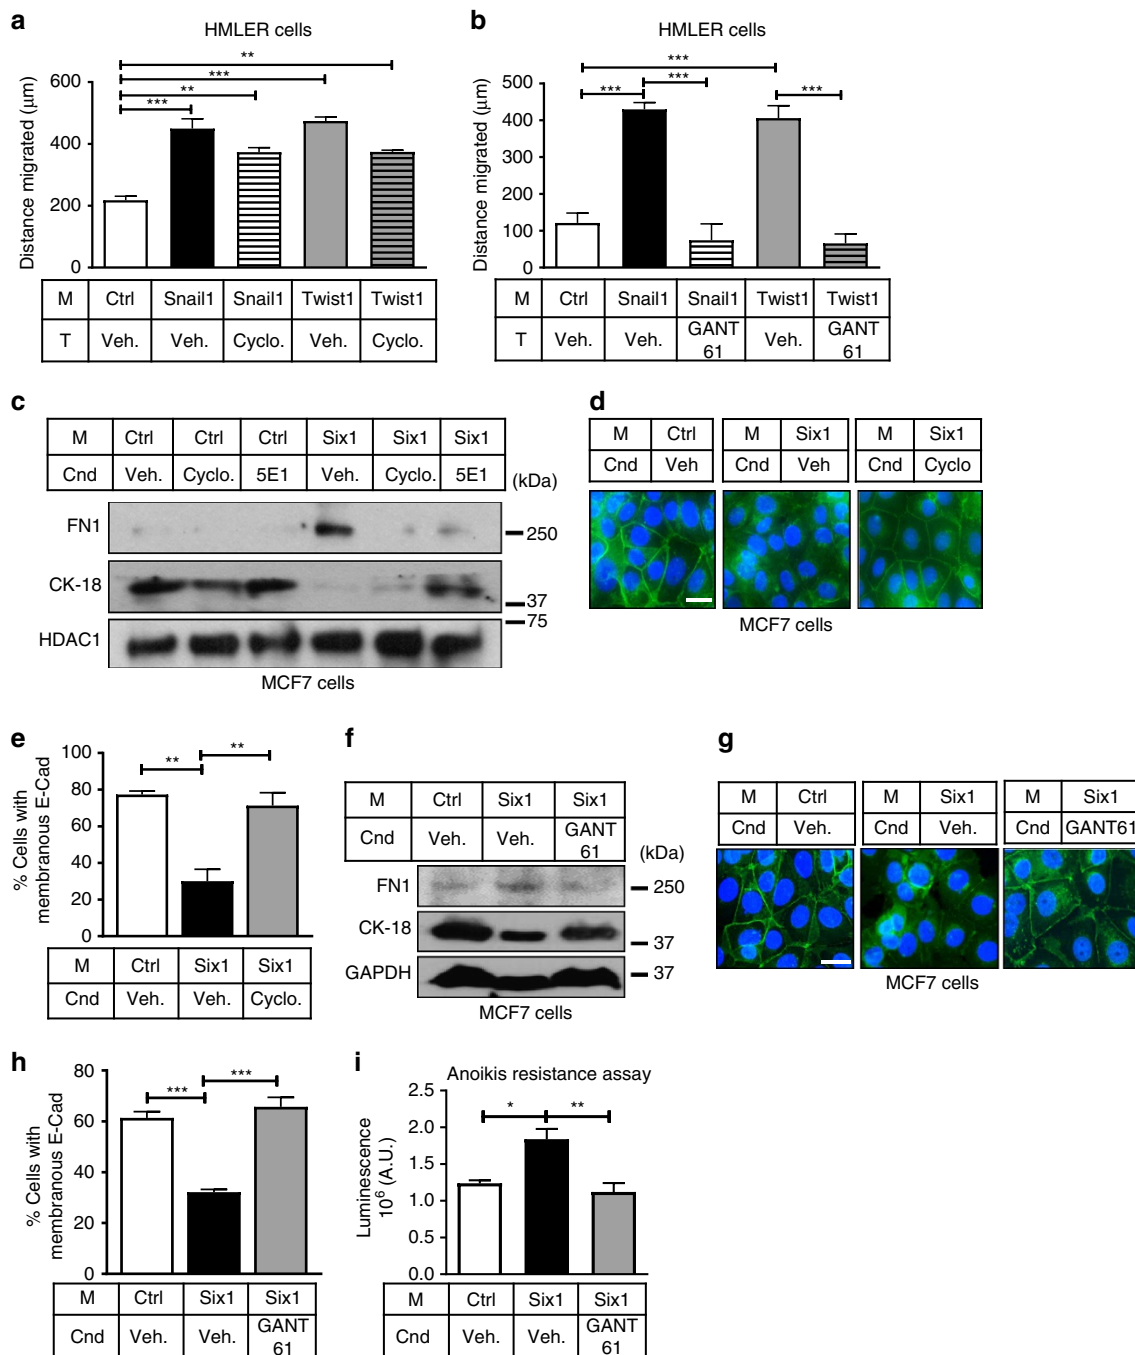 a
HMLER cells
**
***
**
***
Distance migrated (μm)
600
400
200
0
M Ctrl Snail1 Snail1 Twist1 Twist1
T Veh. Veh. Cyclo. Veh. Cyclo.
b
HMLER cells
***
***
***
***
Distance migrated (μm)
500
400
300
200
100
0
M Ctrl Snail1 Snail1 Twist1 Twist1
T Veh. Veh. GANT 61 Veh. GANT 61
c
M Ctrl Ctrl Ctrl Six1 Six1 Six1
Cnd Veh. Cyclo. 5E1 Veh. Cyclo. 5E1
(kDa)
FN1
250
CK-18
37
75
HDAC1
MCF7 cells
d
M Ctrl
Cnd Veh
M Six1
Cnd Veh
M Six1
Cnd Cyclo
MCF7 cells
e
% Cells with
membranous E-Cad
100
80
60
40
20
0
**
**
M Ctrl Six1 Six1
Cnd Veh. Veh. Cyclo.
f
M Ctrl Six1 Six1
Cnd Veh. Veh. GANT 61
(kDa)
FN1
250
CK-18
37
GAPDH
37
MCF7 cells
g
M Ctrl
Cnd Veh.
M Six1
Cnd Veh.
M Six1
Cnd GANT61
MCF7 cells
h
% Cells with
membranous E-Cad
80
60
40
20
0
***
***
M Ctrl Six1 Six1
Cnd Veh. Veh. GANT 61
i
Anoikis resistance assay
Luminescence
10⁶ (A.U.)
2.5
2.0
1.5
1.0
0.5
0.0
*
**
M Ctrl Six1 Six1
Cnd Veh. Veh. GANT 61